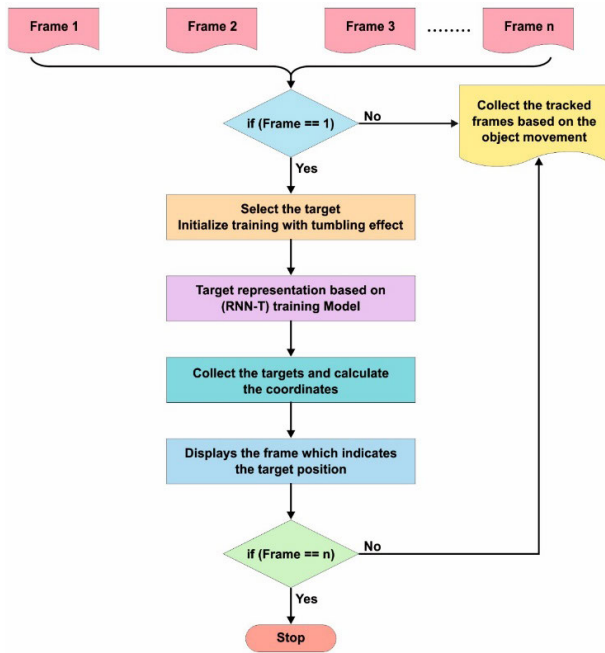 Frame 1
Frame 2
Frame 3
........
Frame n
if (Frame == 1)
No
Collect the tracked
frames based on the
object movement
Yes
Select the target
Initialize training with tumbling effect
Target representation based on
(RNN-T) training Model
Collect the targets and calculate
the coordinates
Displays the frame which indicates
the target position
if (Frame == n)
No
Yes
Stop